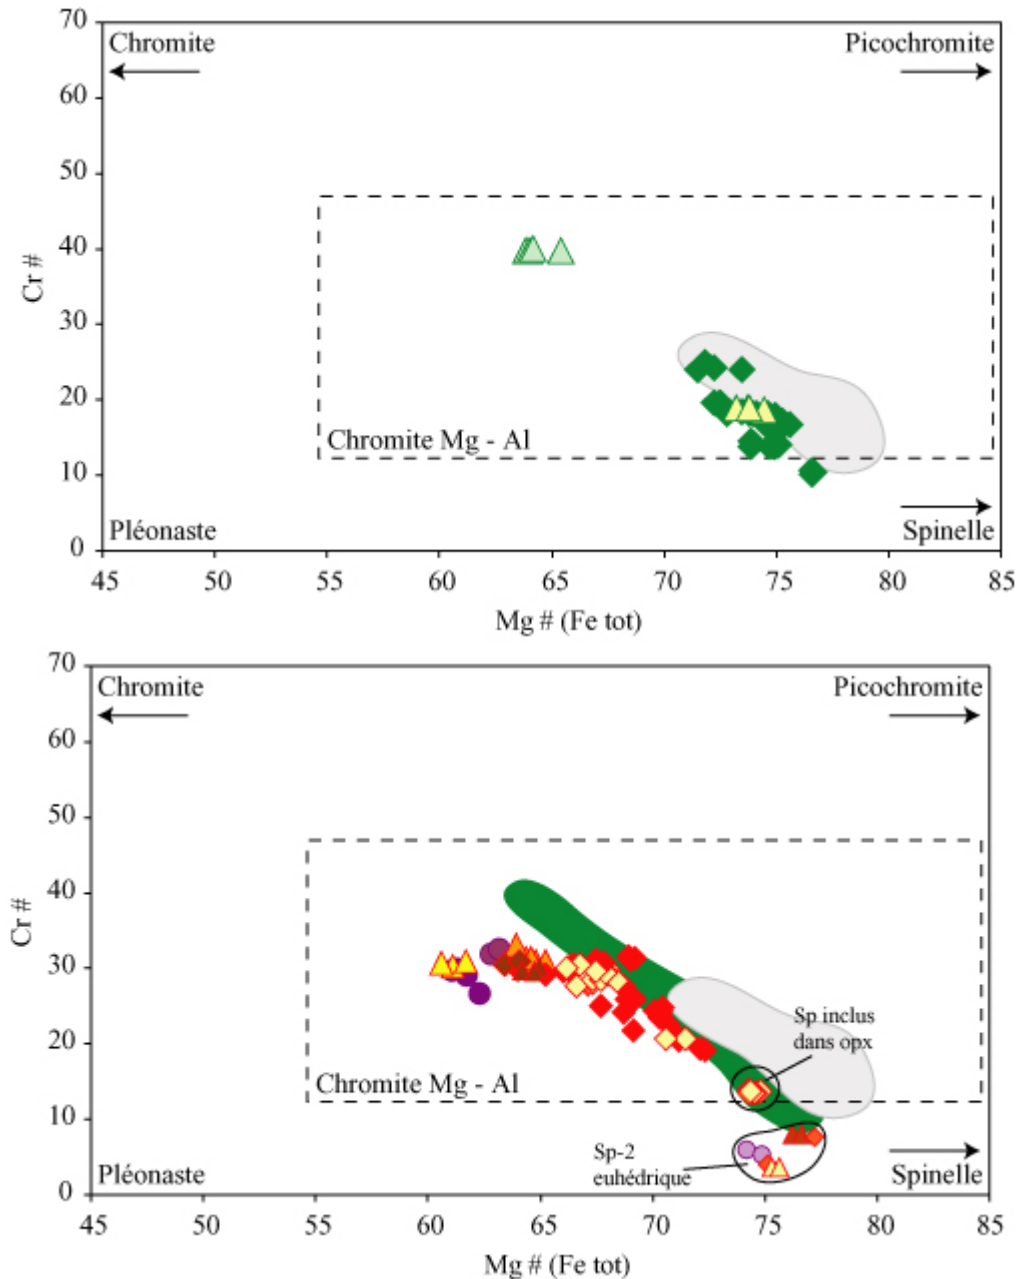 70
Chromite
Picochromite
60
50
40
Cr #
30
20
Chromite Mg - Al
10
Pléonaste
Spinelle
0
45 50 55 60 65 70 75 80 85
Mg # (Fe tot)
70
Chromite
Picochromite
60
50
40
Cr #
30
Sp inclus
dans opx
20
Chromite Mg - Al
10
Sp-2
euhédrique
Pléonaste
Spinelle
0
45 50 55 60 65 70 75 80 85
Mg # (Fe tot)